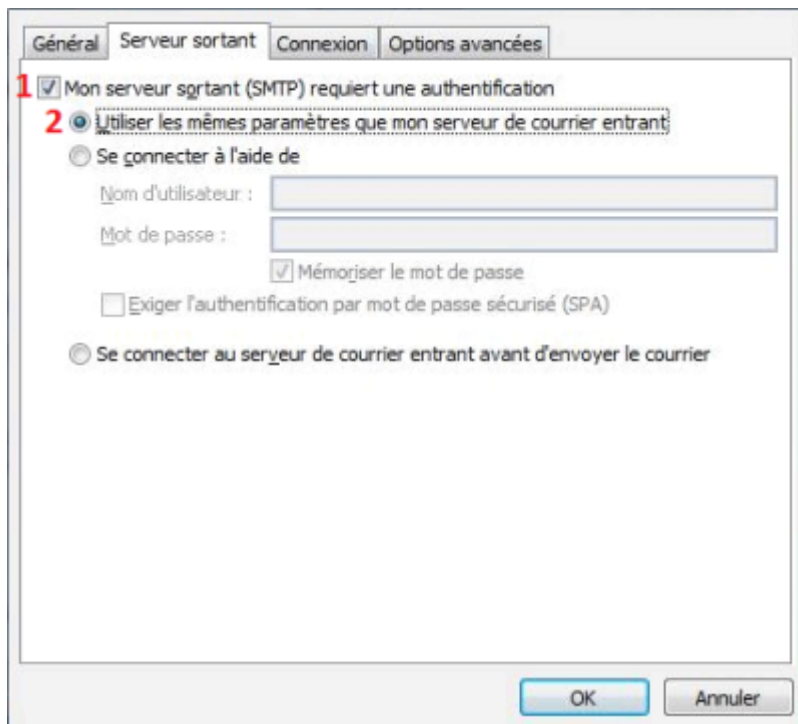 Général Serveur sortant Connexion Options avancées
1 Mon serveur sortant (SMTP) requiert une authentification
2 Utiliser les mêmes paramètres que mon serveur de courrier entrant
Se connecter à l'aide de
Nom d'utilisateur :
Mot de passe :
Mémoriser le mot de passe
Exiger l'authentification par mot de passe sécurisé (SPA)
Se connecter au serveur de courrier entrant avant d'envoyer le courrier
OK Annuler